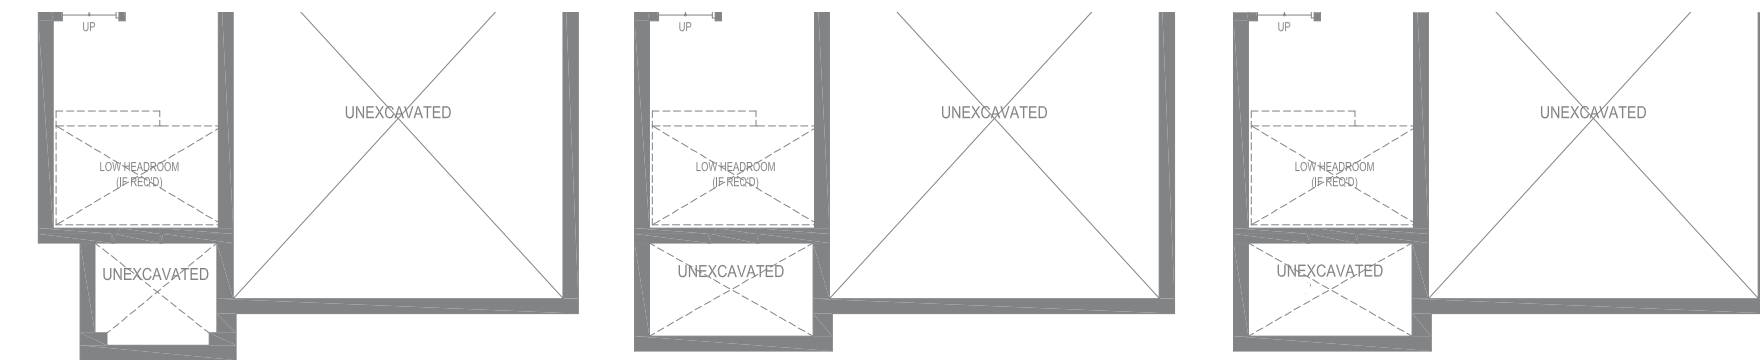 UP
UP
UP
UNEXCAVATED
UNEXCAVATED
UNEXCAVATED
LOW HEADROOM
(IF REQ'D)
LOW HEADROOM
(IF REQ'D)
LOW HEADROOM
(IF REQ'D)
UNEXCAVATED
UNEXCAVATED
UNEXCAVATED